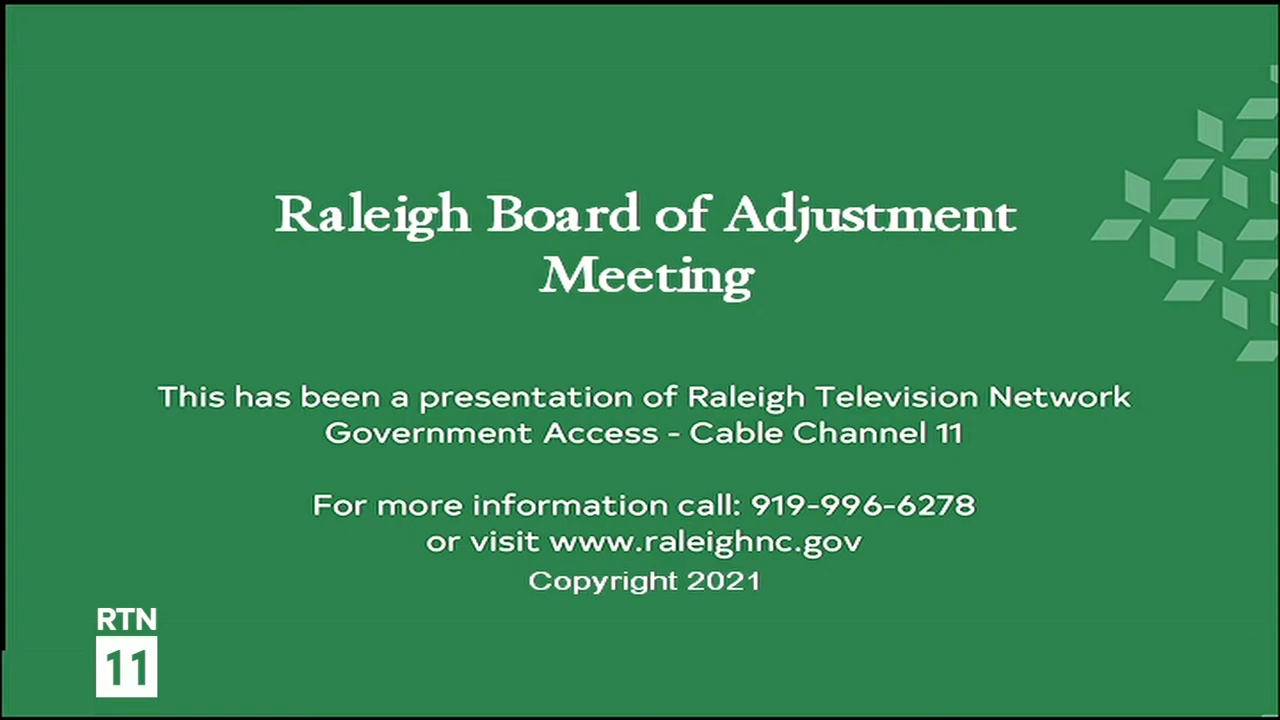 Raleigh Board of Adjustment
Meeting
This has been a presentation of Raleigh Television Network
Government Access - Cable Channel 11
For more information call: 919-996-6278
or visit www.raleighnc.gov
Copyright 2021
RTN
11